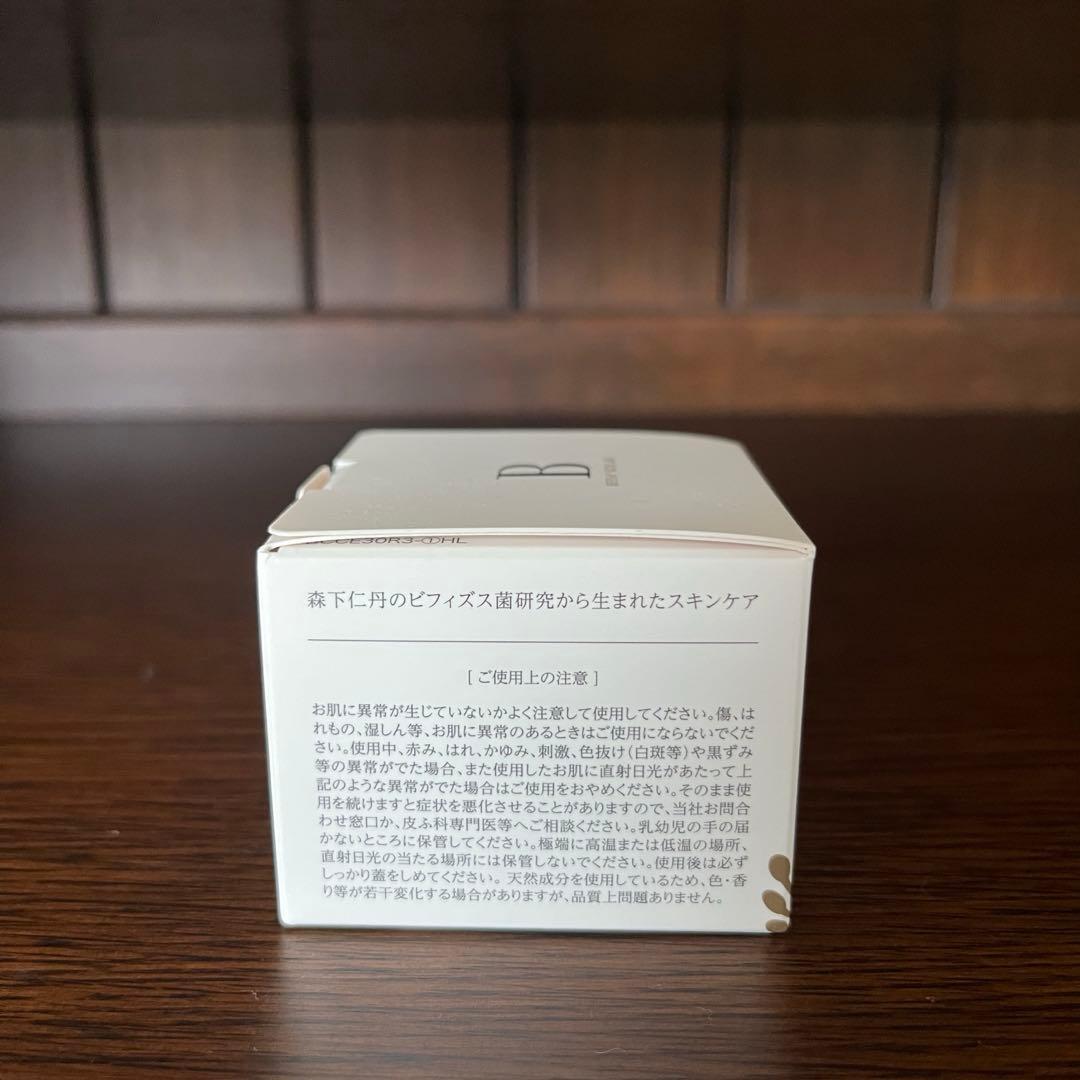 B
CCE30R3-①HL
森下仁丹のビフィズス菌研究から生まれたスキンケア
[ ご使用上の注意 ]
お肌に異常が生じていないかよく注意して使用してください。傷、は
れもの、湿しん等、お肌に異常のあるときはご使用にならないでくだ
さい。使用中、赤み、はれ、かゆみ、刺激、色抜け（白斑等）や黒ずみ
等の異常がでた場合、また使用したお肌に直射日光があたって上
記のような異常がでた場合はご使用をおやめください。そのまま使
用を続けますと症状を悪化させることがありますので、当社お問合
わせ窓口か、皮ふ科専門医等へご相談ください。乳幼児の手の届
かないところに保管してください。極端に高温または低温の場所、
直射日光の当たる場所には保管しないでください。使用後は必ず
しっかり蓋をしめてください。天然成分を使用しているため、色・香
り等が若干変化する場合がありますが、品質上問題ありません。